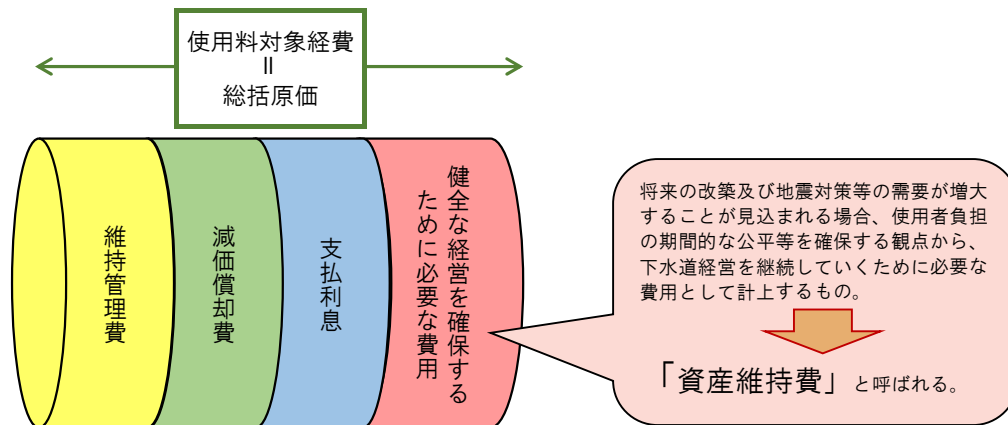 使用料対象経費
＝
総括原価
維持管理費
減価償却費
支払利息
健全な経営を確保する
ために必要な費用
将来の改築及び地震対策等の需要が増大
することが見込まれる場合、使用者負担
の期間的な公平等を確保する観点から、
下水道経営を継続していくために必要な
費用として計上するもの。
「資産維持費」と呼ばれる。